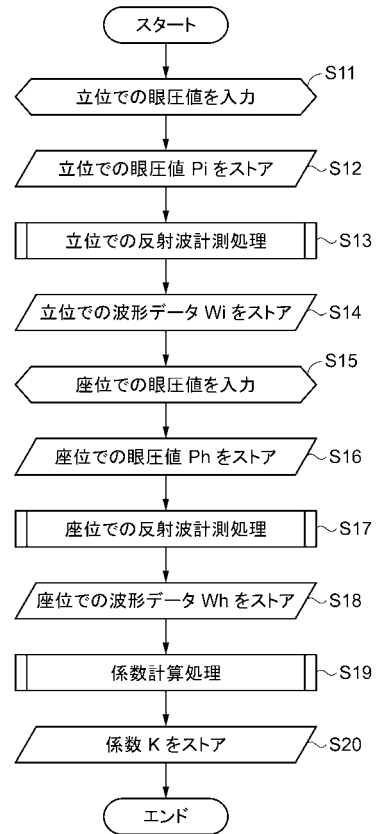 スタート
立位での眼圧値を入力
S11
立位での眼圧値 Pi をストア
S12
立位での反射波計測処理
S13
立位での波形データ Wi をストア
S14
座位での眼圧値を入力
S15
座位での眼圧値 Ph をストア
S16
座位での反射波計測処理
S17
座位での波形データ Wh をストア
S18
係数計算処理
S19
係数 K をストア
S20
エンド